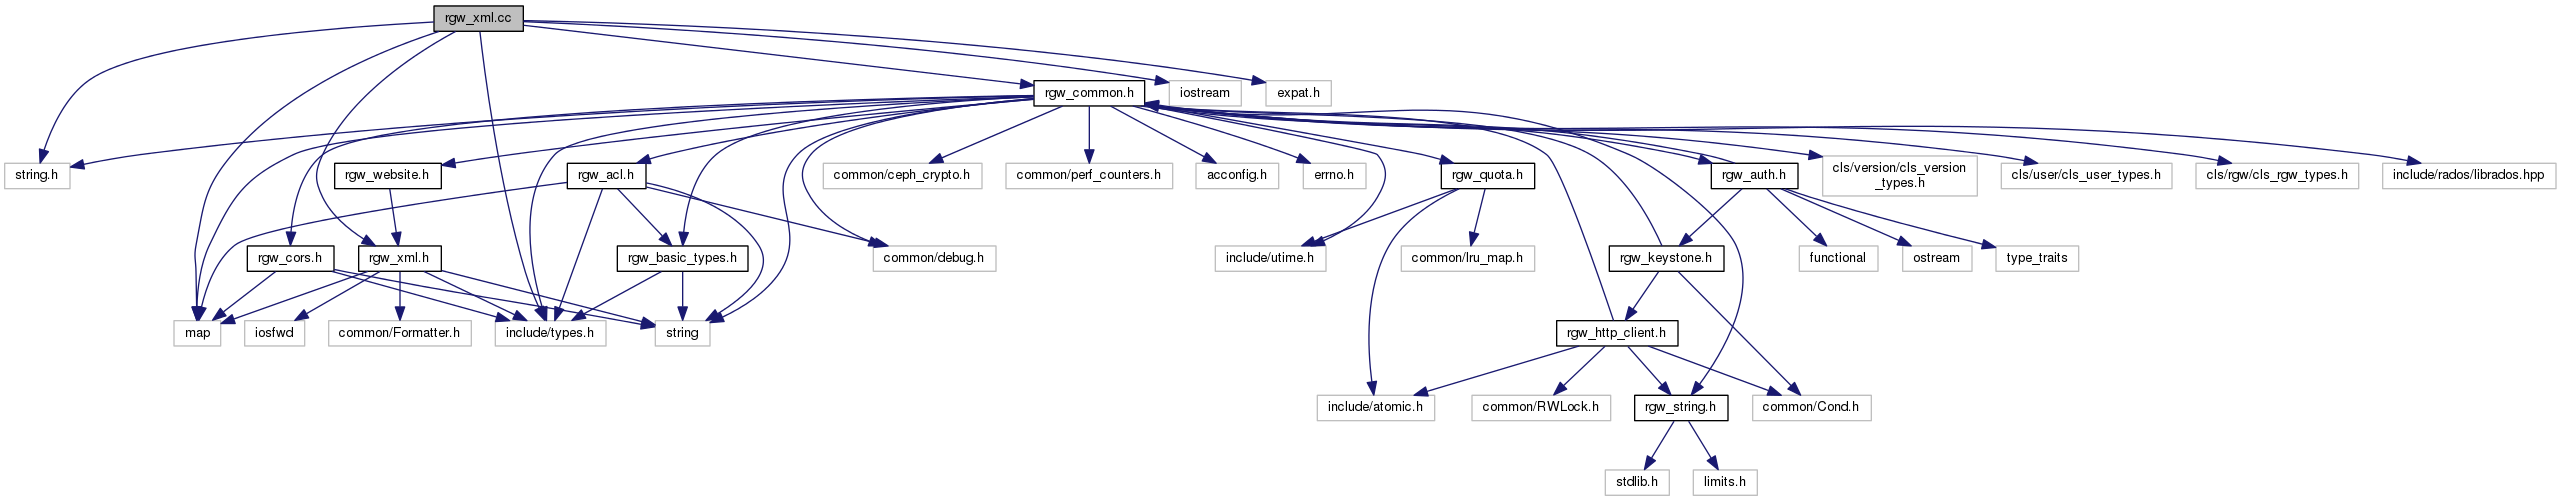 rgw_xml.cc
rgw_common.h
iostream
expat.h
string.h
rgw_website.h
rgw_acl.h
common/ceph_crypto.h
common/perf_counters.h
acconfig.h
errno.h
rgw_quota.h
rgw_auth.h
cls/version/cls_version
_types.h
cls/user/cls_user_types.h
cls/rgw/cls_rgw_types.h
include/rados/librados.hpp
rgw_cors.h
rgw_xml.h
rgw_basic_types.h
common/debug.h
include/utime.h
common/lru_map.h
rgw_keystone.h
functional
ostream
type_traits
map
iosfwd
common/Formatter.h
include/types.h
string
rgw_http_client.h
include/atomic.h
common/RWLock.h
rgw_string.h
common/Cond.h
stdlib.h
limits.h